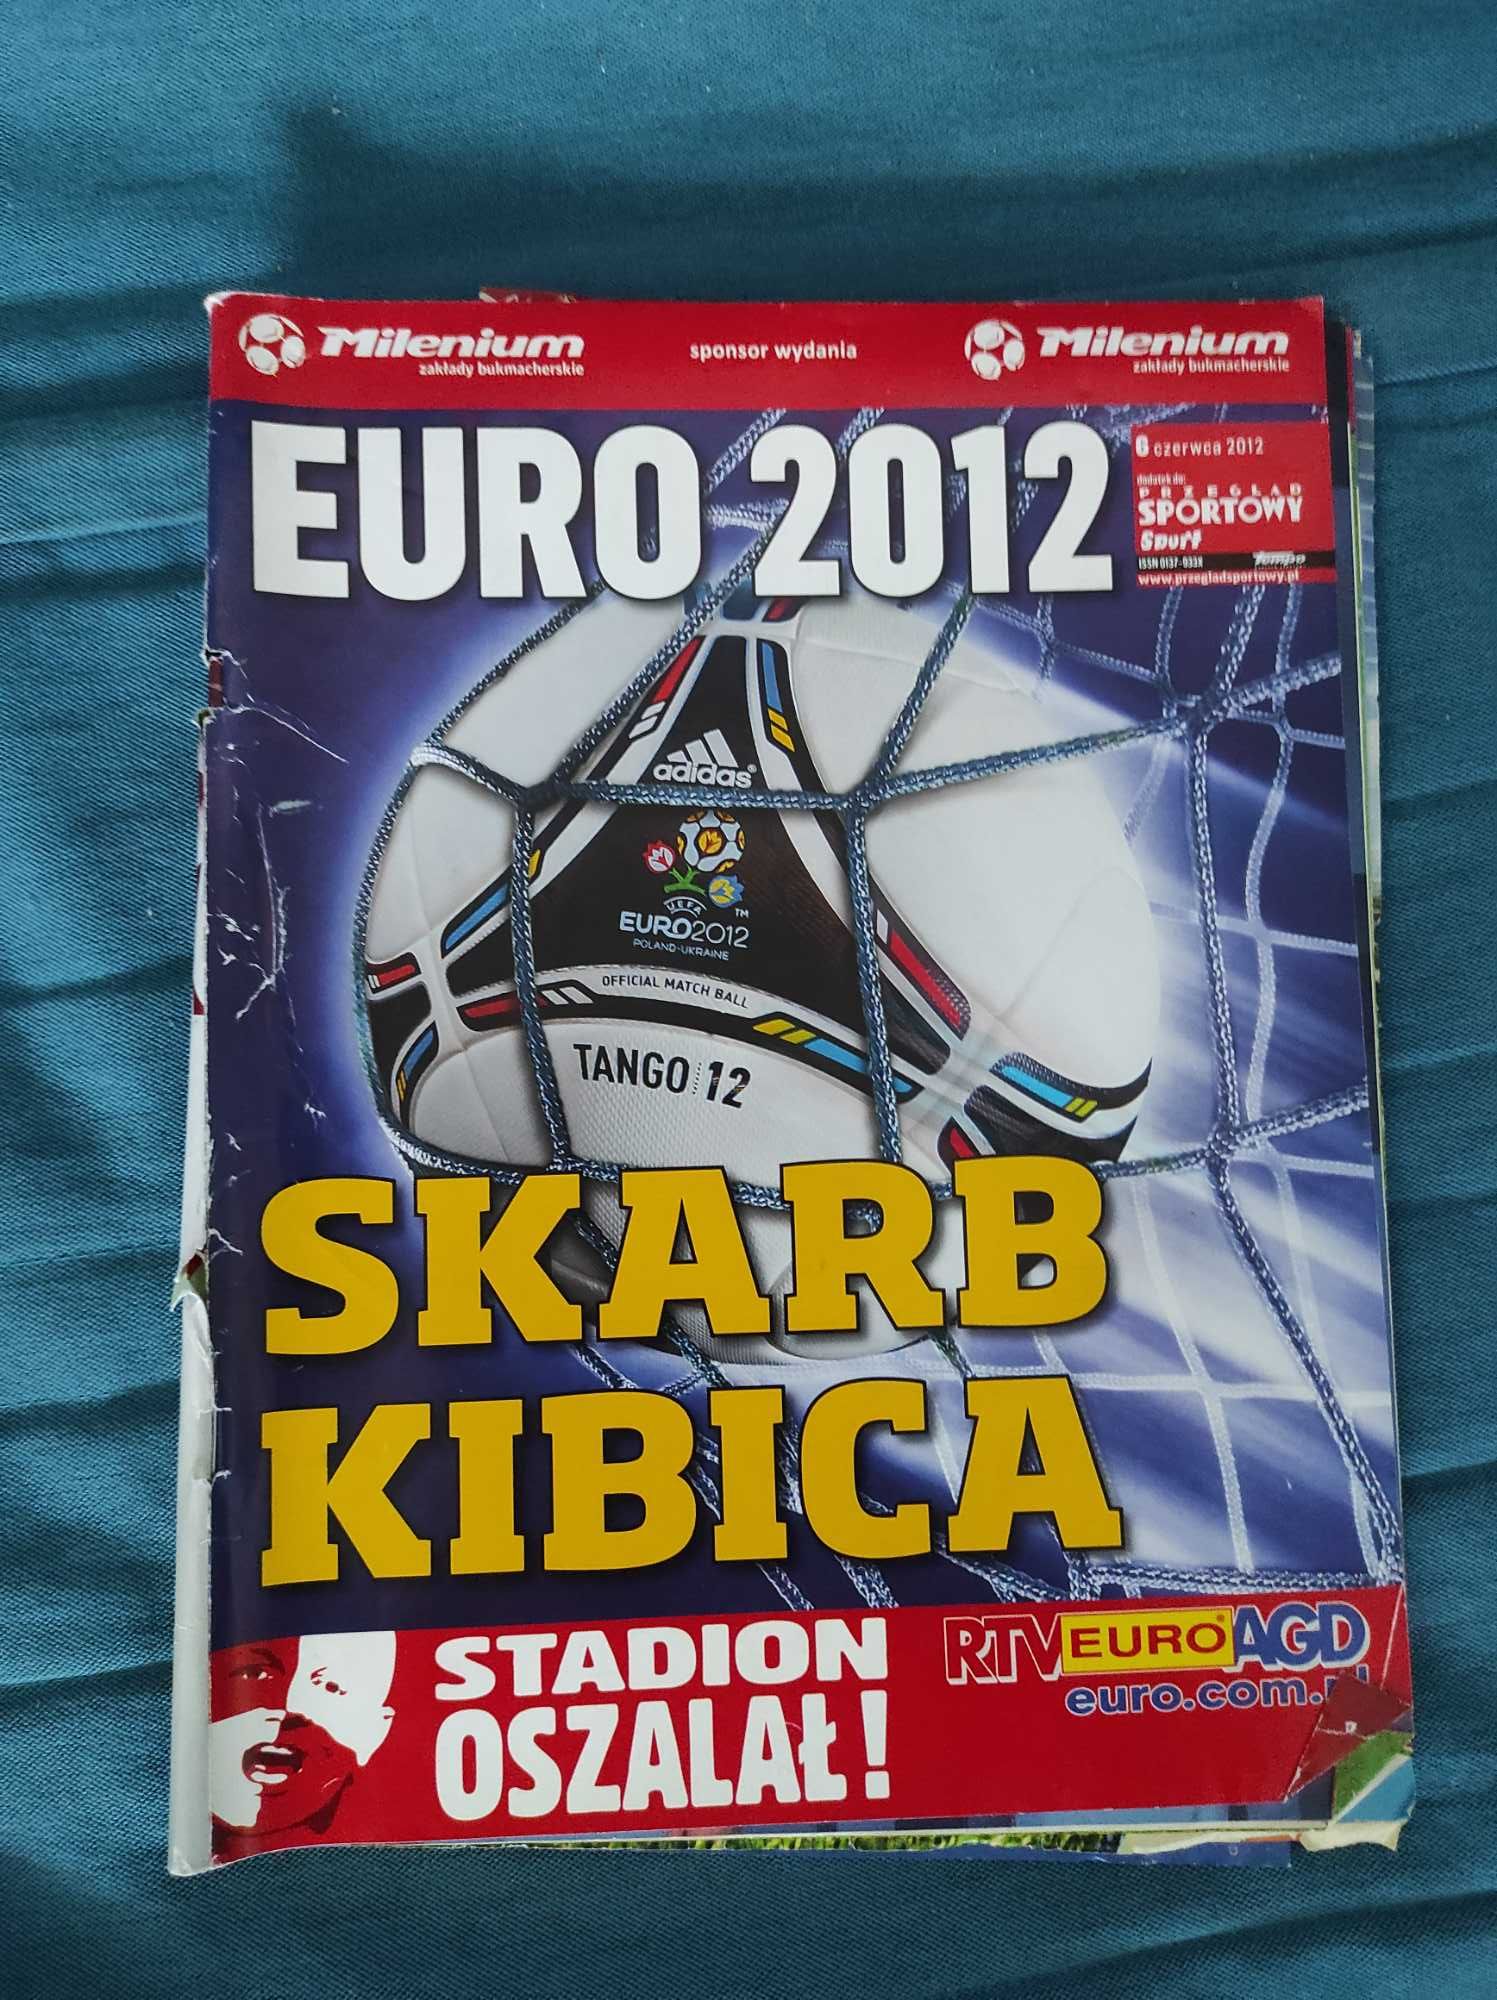 Milenium
zakłady bukmacherskie
sponsor wydania
Milenium
zakłady bukmacherskie
EURO 2012
6 czerwca 2012
dodatek do:
PRZEGLĄD
SPORTOWY
Sport
ISSN 0137-933X
Tempo
www.przegladsportowy.pl
adidas®
UEFA
EURO2012™
POLAND-UKRAINE
OFFICIAL MATCH BALL
TANGO 12
SKARB
KIBICA
STADION
OSZALAŁ!
RTV EURO® AGD
euro.com.pl